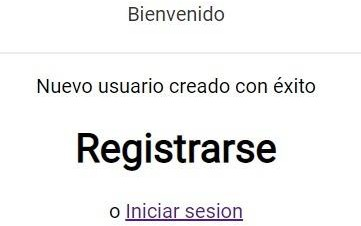 Bienvenido
Nuevo usuario creado con éxito
Registrarse
o Iniciar sesion